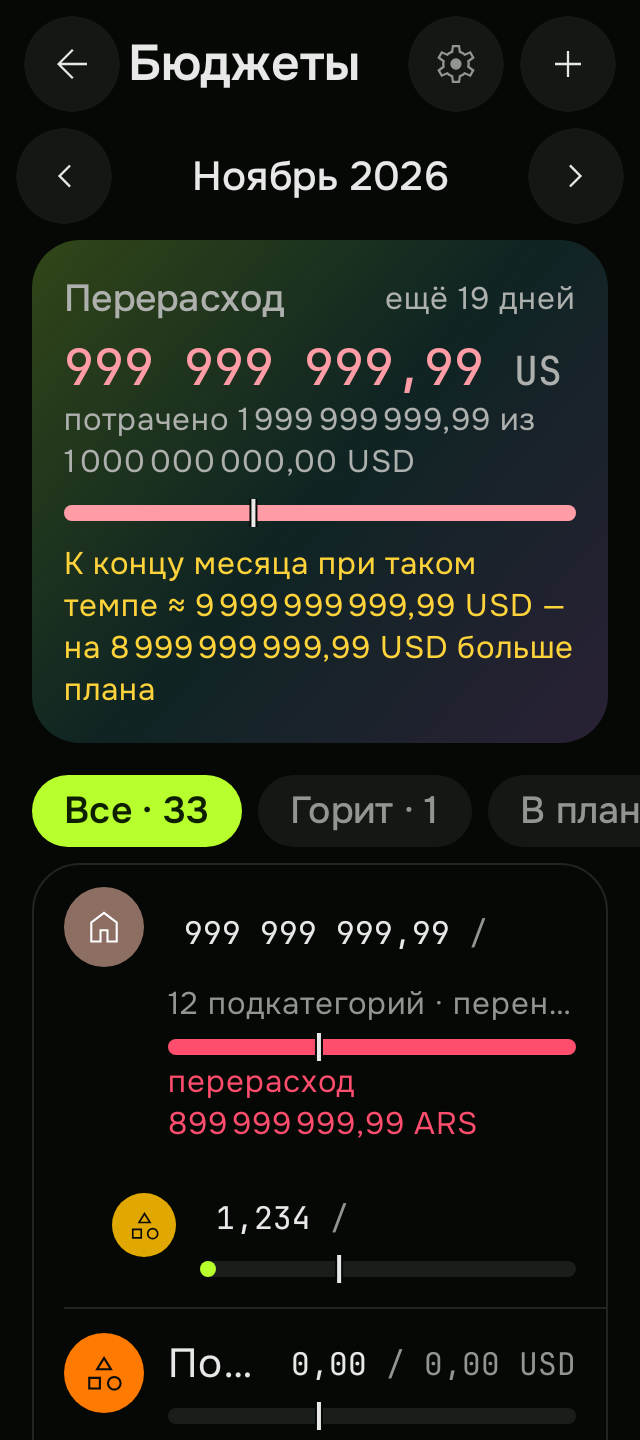 Бюджеты
Ноябрь 2026
Перерасход
ещё 19 дней
999 999 999,99 US
потрачено 1 999 999 999,99 из
1 000 000 000,00 USD
К концу месяца при таком
темпе ≈ 9 999 999 999,99 USD —
на 8 999 999 999,99 USD больше
плана
Все · 33
Горит · 1
В план
999 999 999,99 /
12 подкатегорий · перен...
перерасход
899 999 999,99 ARS
1,234 /
По... 0,00 / 0,00 USD